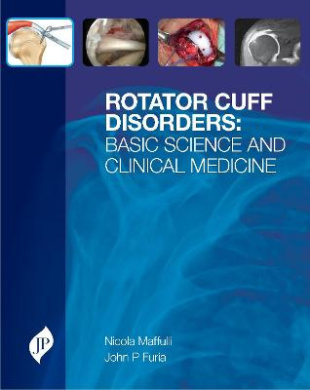 ROTATOR CUFF
DISORDERS:
BASIC SCIENCE AND
CLINICAL MEDICINE
Nicola Maffulli
John P Furia
JP